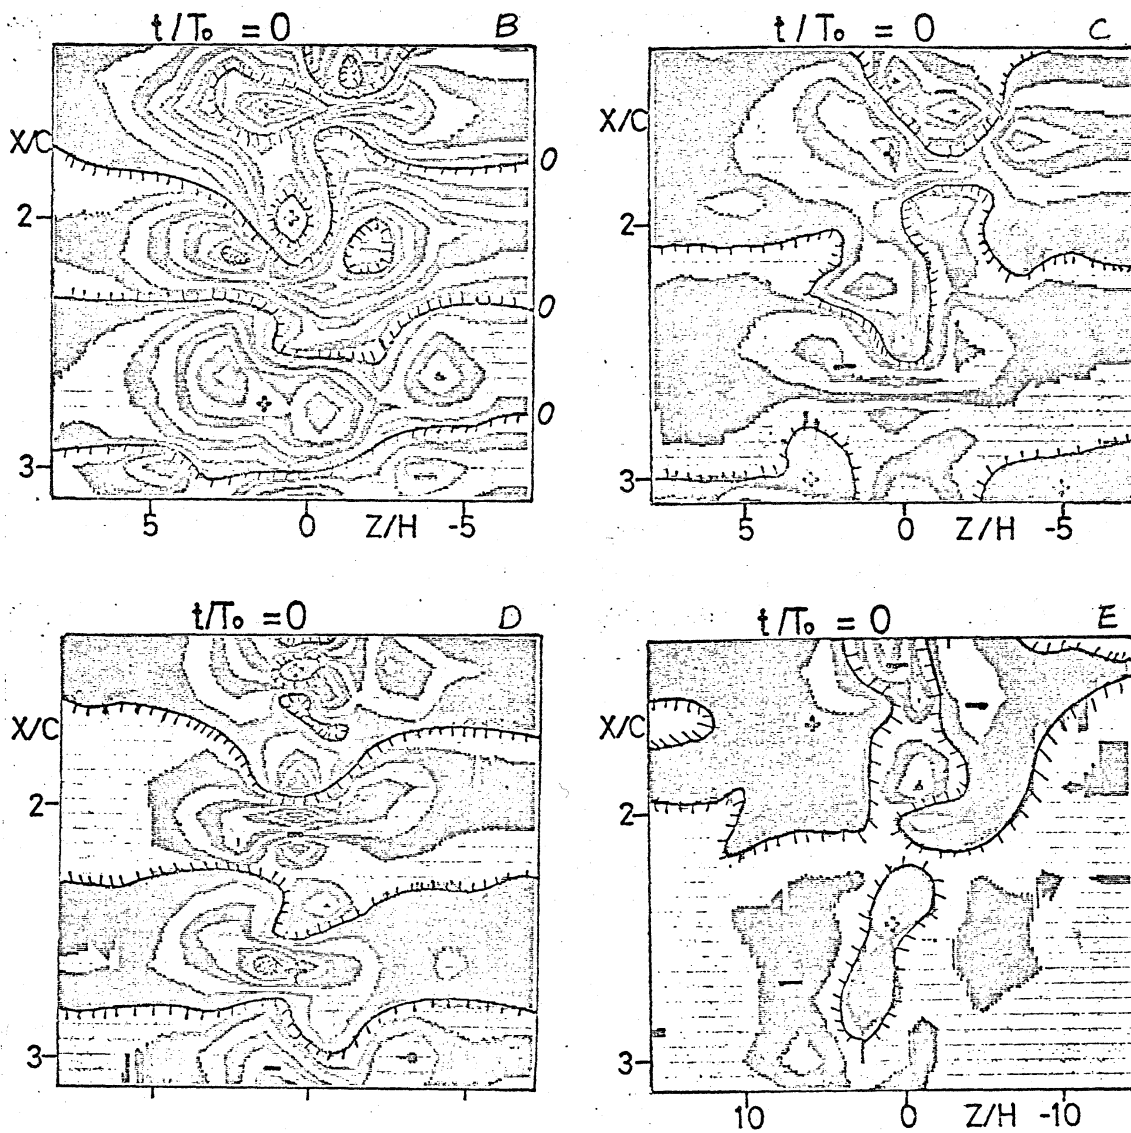 t/T₀ = 0 B
X/C
2
3
0
0
0
5 0 Z/H -5
t/T₀ = 0 C
X/C
2
3
5 0 Z/H -5
t/T₀ = 0 D
X/C
2
3
t/T₀ = 0 E
X/C
2
3
10 0 Z/H -10